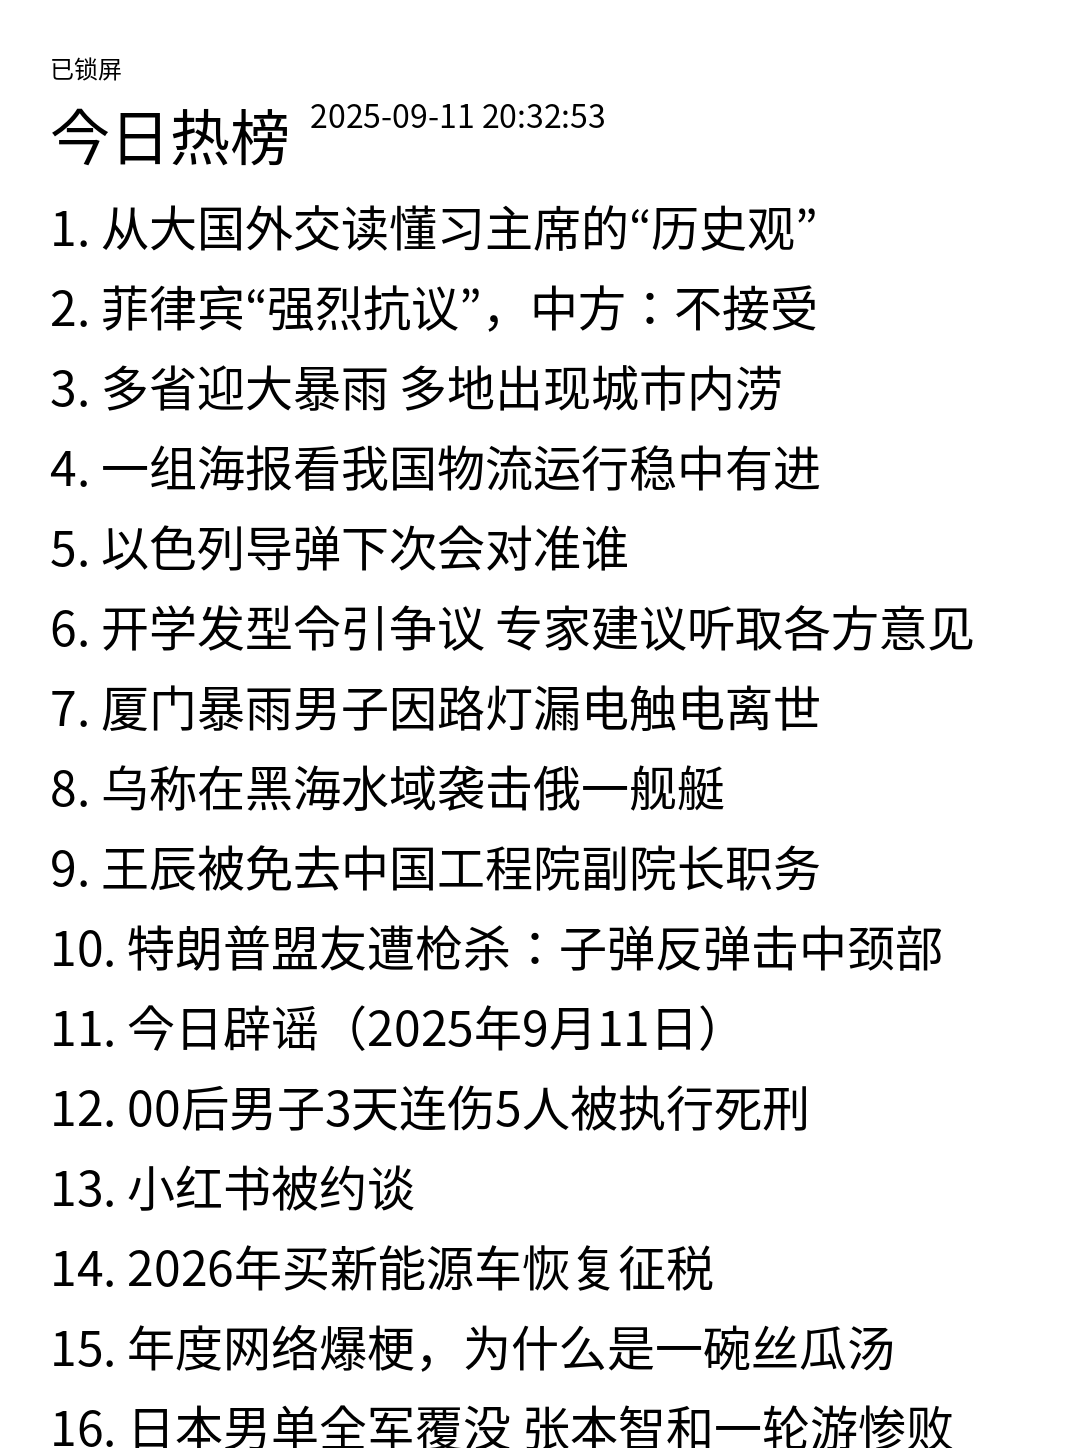 已锁屏
今日热榜 2025-09-11 20:32:53
1. 从大国外交读懂习主席的“历史观”
2. 菲律宾“强烈抗议”，中方：不接受
3. 多省迎大暴雨 多地出现城市内涝
4. 一组海报看我国物流运行稳中有进
5. 以色列导弹下次会对准谁
6. 开学发型令引争议 专家建议听取各方意见
7. 厦门暴雨男子因路灯漏电触电离世
8. 乌称在黑海水域袭击俄一舰艇
9. 王辰被免去中国工程院副院长职务
10. 特朗普盟友遭枪杀：子弹反弹击中颈部
11. 今日辟谣（2025年9月11日）
12. 00后男子3天连伤5人被执行死刑
13. 小红书被约谈
14. 2026年买新能源车恢复征税
15. 年度网络爆梗，为什么是一碗丝瓜汤
16. 日本男单全军覆没 张本智和一轮游惨败